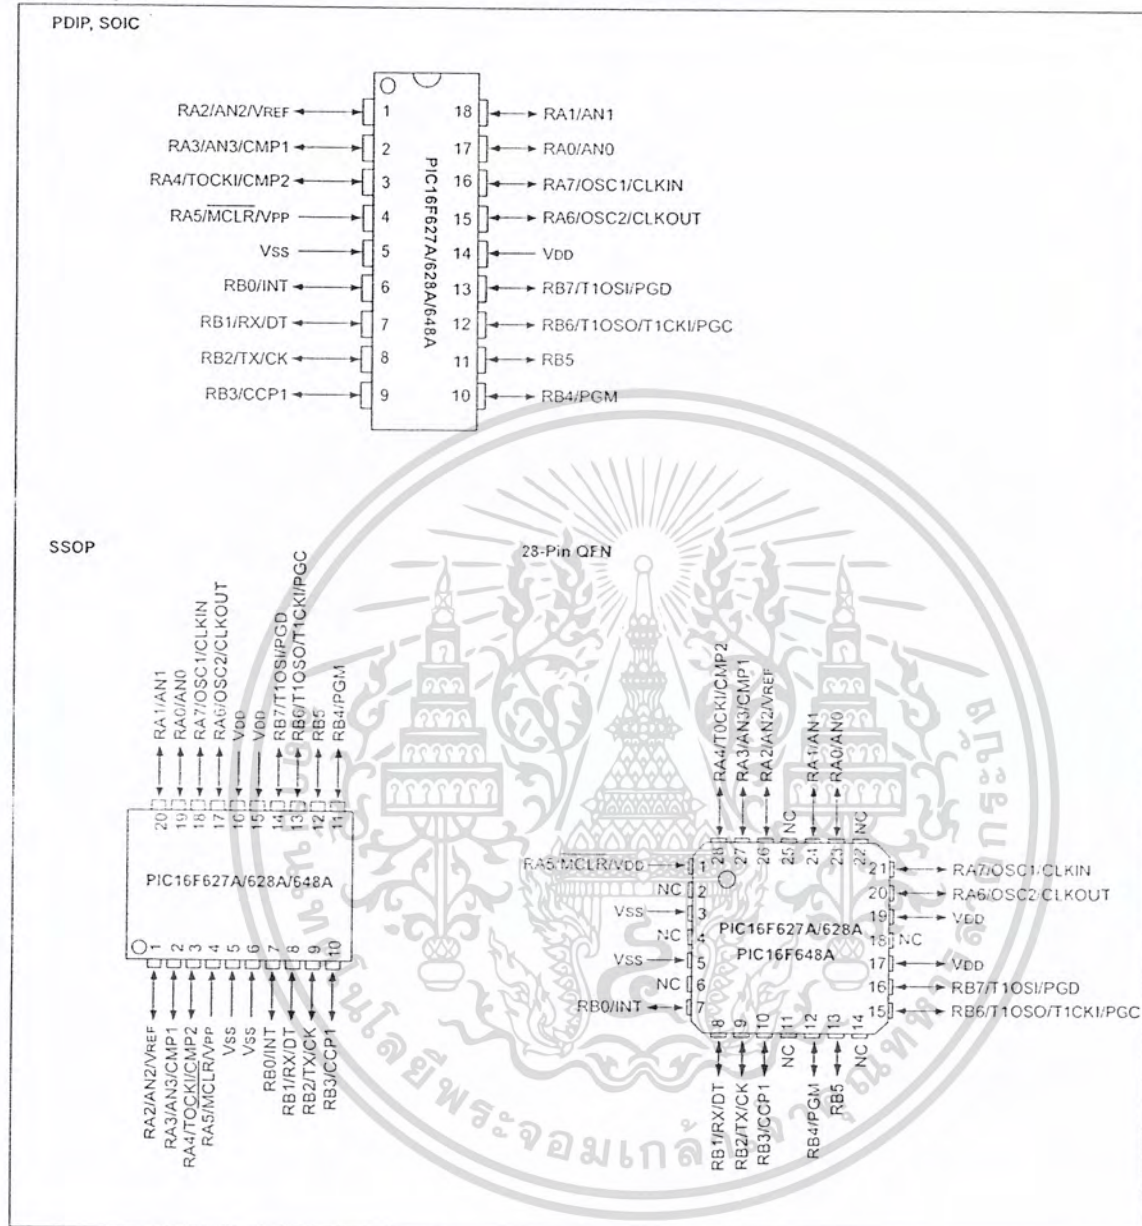 PDIP, SOIC
RA2/AN2/VREF
RA3/AN3/CMP1
RA4/TOCKI/CMP2
RA5/MCLR/VPP
VSS
RB0/INT
RB1/RX/DT
RB2/TX/CK
RB3/CCP1
1
2
3
4
5
6
7
8
9
PIC16F627A/628A/648A
18
17
16
15
14
13
12
11
10
RA1/AN1
RA0/AN0
RA7/OSC1/CLKIN
RA6/OSC2/CLKOUT
VDD
RB7/T1OSI/PGD
RB6/T1OSO/T1CKI/PGC
RB5
RB4/PGM
SSOP
RA1/AN1
RA0/AN0
RA7/OSC1/CLKIN
RA6/OSC2/CLKOUT
VDD
VDD
RB7/T1OSI/PGD
RB6/T1OSO/T1CKI/PGC
RB5
RB4/PGM
20
19
18
17
16
15
14
13
12
11
PIC16F627A/628A/648A
1
2
3
4
5
6
7
8
9
10
RA2/AN2/VREF
RA3/AN3/CMP1
RA4/TOCKI/CMP2
RA5/MCLR/VPP
VSS
VSS
RB0/INT
RB1/RX/DT
RB2/TX/CK
RB3/CCP1
28-Pin QFN
RA4/TOCKI/CMP2
RA3/AN3/CMP1
RA2/AN2/VREF
NC
RA1/AN1
RA0/AN0
NC
28
27
26
25
24
23
22
RA5/MCLR/VDD
NC
VSS
NC
VSS
NC
RB0/INT
1
2
3
4
5
6
7
PIC16F627A/628A
PIC16F648A
21
20
19
18
17
16
15
RA7/OSC1/CLKIN
RA6/OSC2/CLKOUT
VDD
NC
VDD
RB7/T1OSI/PGD
RB6/T1OSO/T1CKI/PGC
8
9
10
11
12
13
14
RB1/RX/DT
RB2/TX/CK
RB3/CCP1
NC
RB4/PGM
RB5
NC